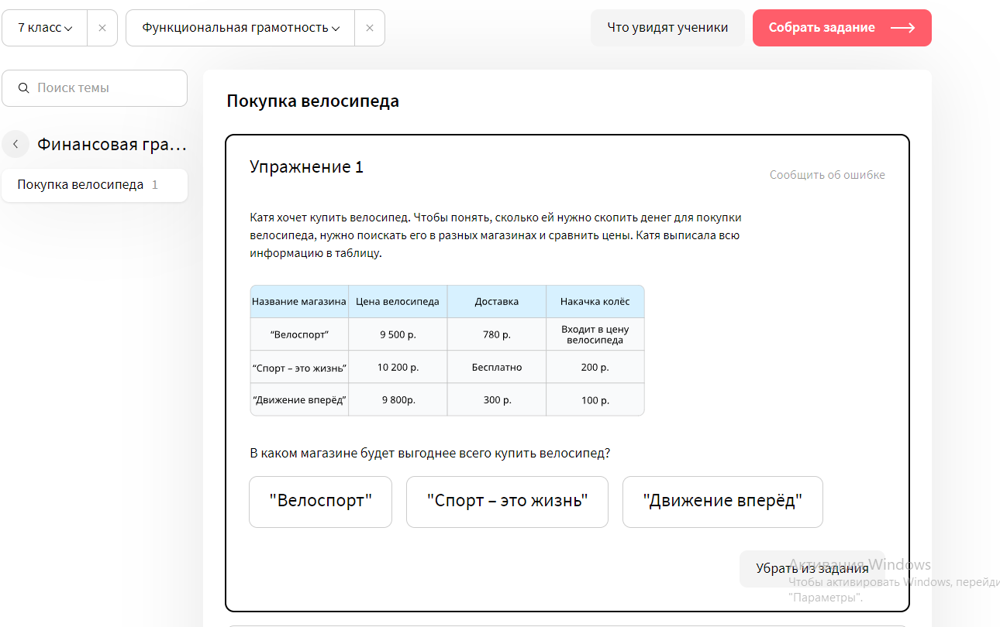 7 класс
Функциональная грамотность
Что увидят ученики
Собрать задание
Поиск темы
Финансовая гра...
Покупка велосипеда 1
Покупка велосипеда
Упражнение 1
Сообщить об ошибке
Катя хочет купить велосипед. Чтобы понять, сколько ей нужно скопить денег для покупки
велосипеда, нужно поискать его в разных магазинах и сравнить цены. Катя выписала всю
информацию в таблицу.
Название магазина Цена велосипеда Доставка Накачка колёс
“Велоспорт” 9 500 р. 780 р. Входит в цену
велосипеда
“Спорт – это жизнь” 10 200 р. Бесплатно 200 р.
“Движение вперёд” 9 800р. 300 р. 100 р.
В каком магазине будет выгоднее всего купить велосипед?
"Велоспорт" "Спорт – это жизнь" "Движение вперёд"
Убрать из задания
Активация Windows
Чтобы активировать Windows, перейди
"Параметры".